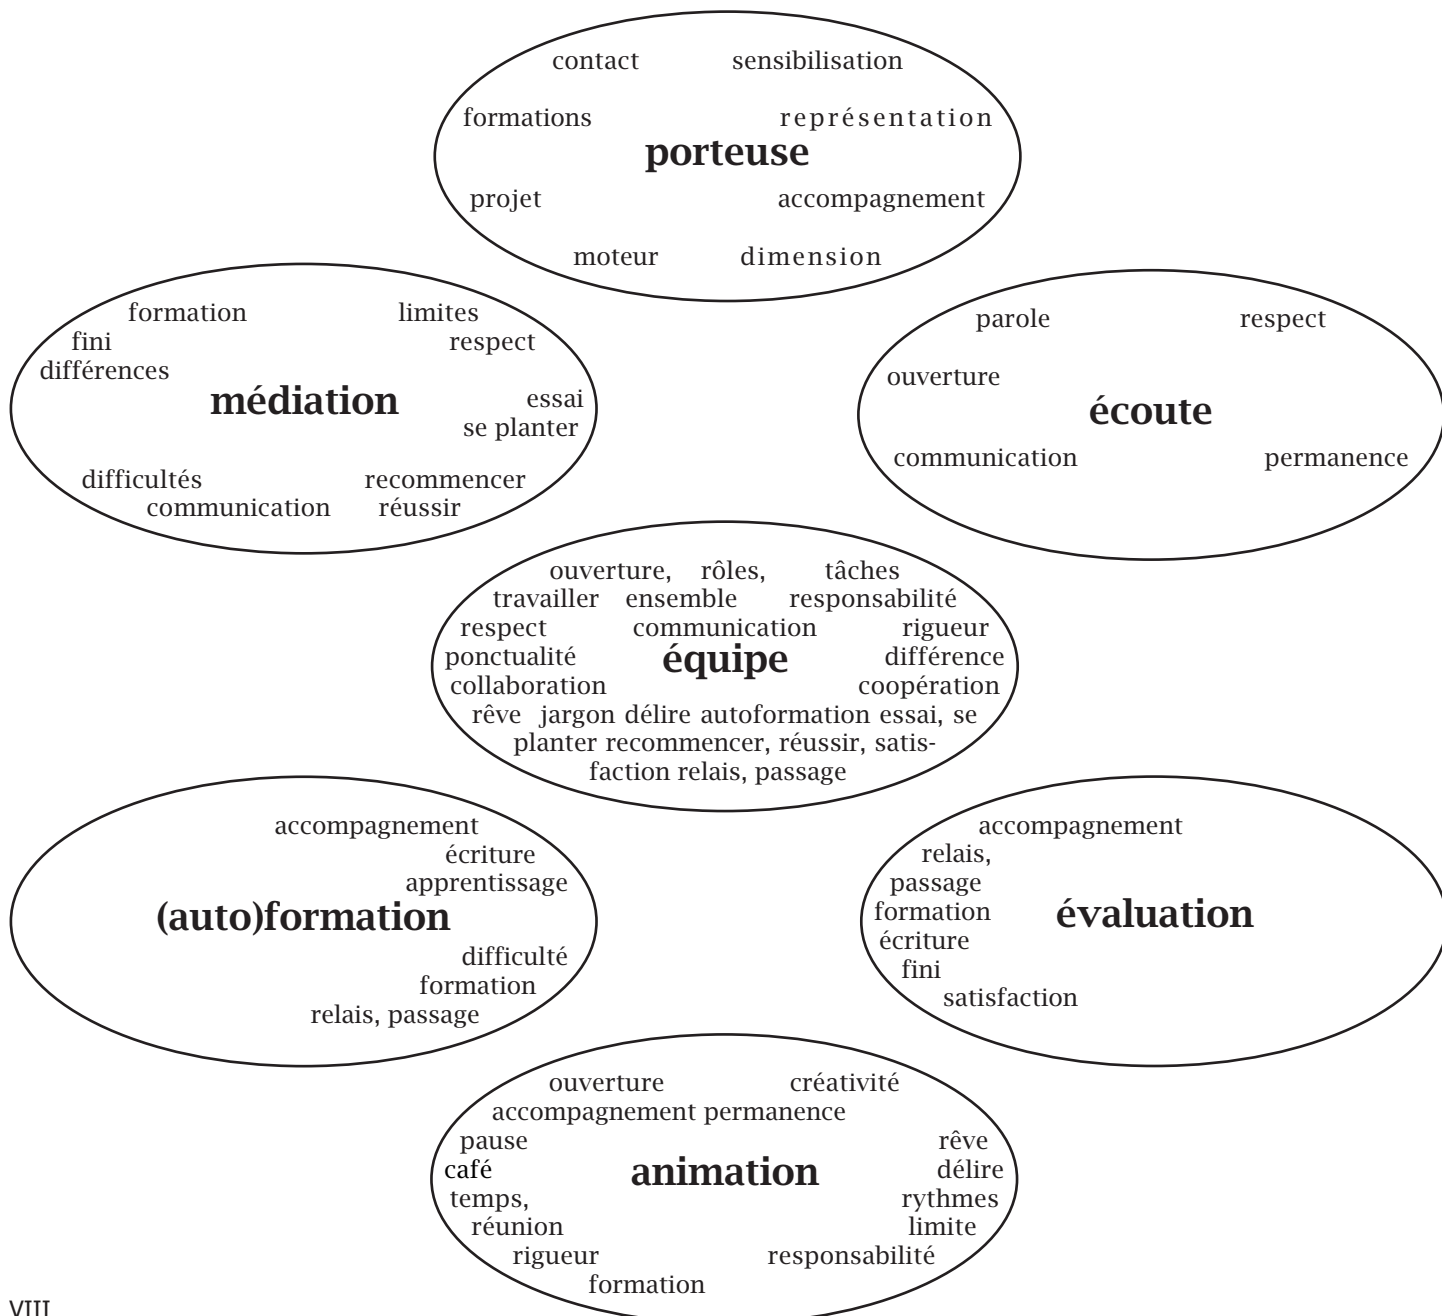 contact sensibilisation
formations représentation
porteuse
projet accompagnement
moteur dimension
formation limites
fini respect
différences
médiation
essai
se planter
difficultés recommencer
communication réussir
parole respect
ouverture
écoute
communication permanence
ouverture, rôles, tâches
travailler ensemble responsabilité
respect communication rigueur
ponctualité équipe différence
collaboration coopération
rêve jargon délire autoformation essai, se
planter recommencer, réussir, satis-
faction relais, passage
accompagnement
écriture
apprentissage
(auto)formation
difficulté
formation
relais, passage
accompagnement
relais,
passage
formation
évaluation
écriture
fini
satisfaction
ouverture créativité
accompagnement permanence
pause rêve
café animation délire
temps, rythmes
réunion limite
rigueur responsabilité
formation
VIII